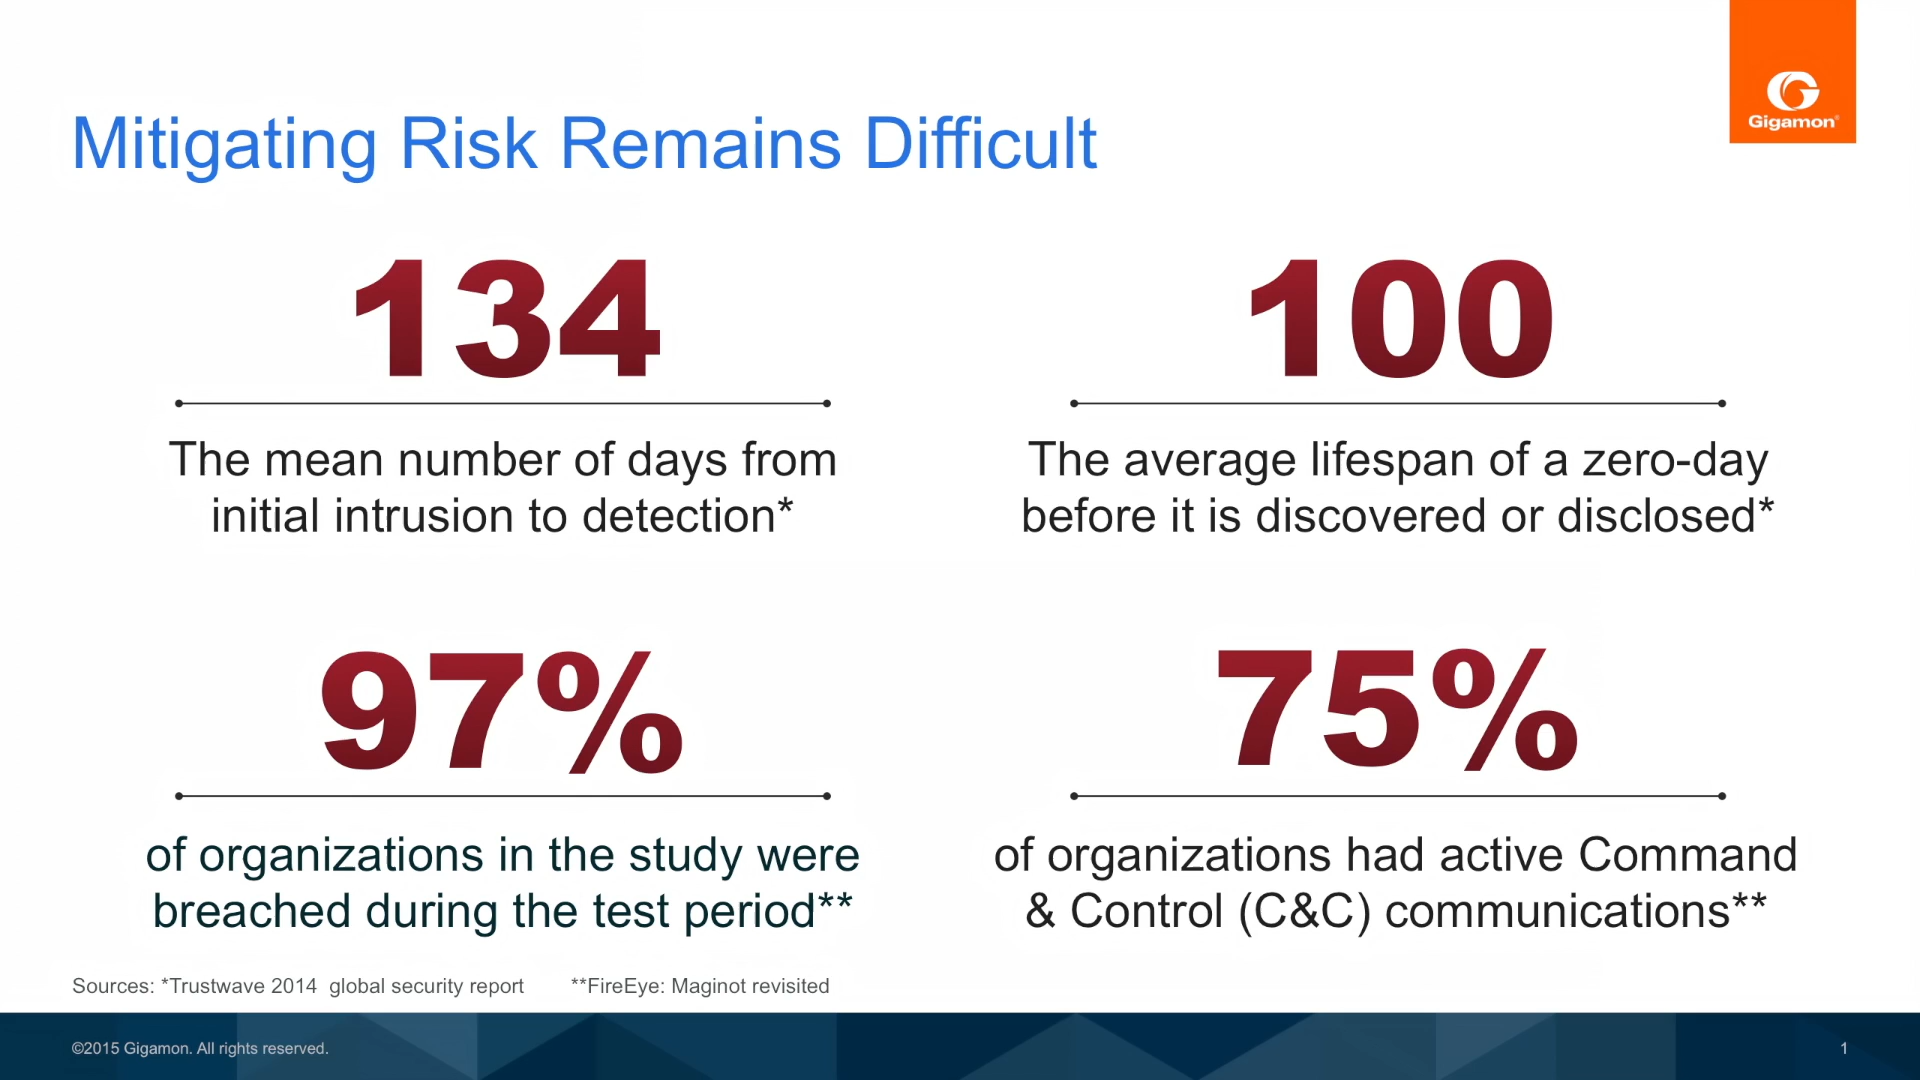 Gigamon®
Mitigating Risk Remains Difficult
134
The mean number of days from
initial intrusion to detection*
100
The average lifespan of a zero-day
before it is discovered or disclosed*
97%
of organizations in the study were
breached during the test period**
75%
of organizations had active Command
& Control (C&C) communications**
Sources: *Trustwave 2014 global security report **FireEye: Maginot revisited
©2015 Gigamon. All rights reserved.
1